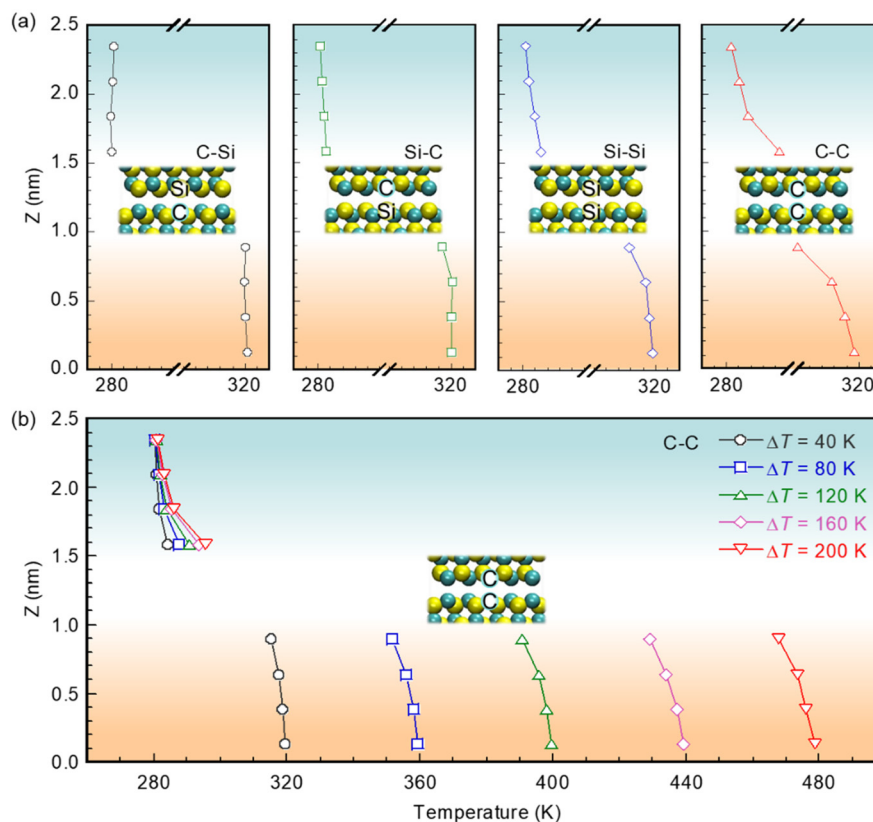 (a)
2.5
2.0
1.5
1.0
0.5
0.0
Z (nm)
C-Si
Si
C
280
320
Si-C
C
Si
280
320
Si-Si
Si
Si
280
320
C-C
C
C
280
320
(b)
2.5
2.0
1.5
1.0
0.5
0.0
Z (nm)
C-C
ΔT = 40 K
ΔT = 80 K
ΔT = 120 K
ΔT = 160 K
ΔT = 200 K
C
C
280 320 360 400 440 480
Temperature (K)